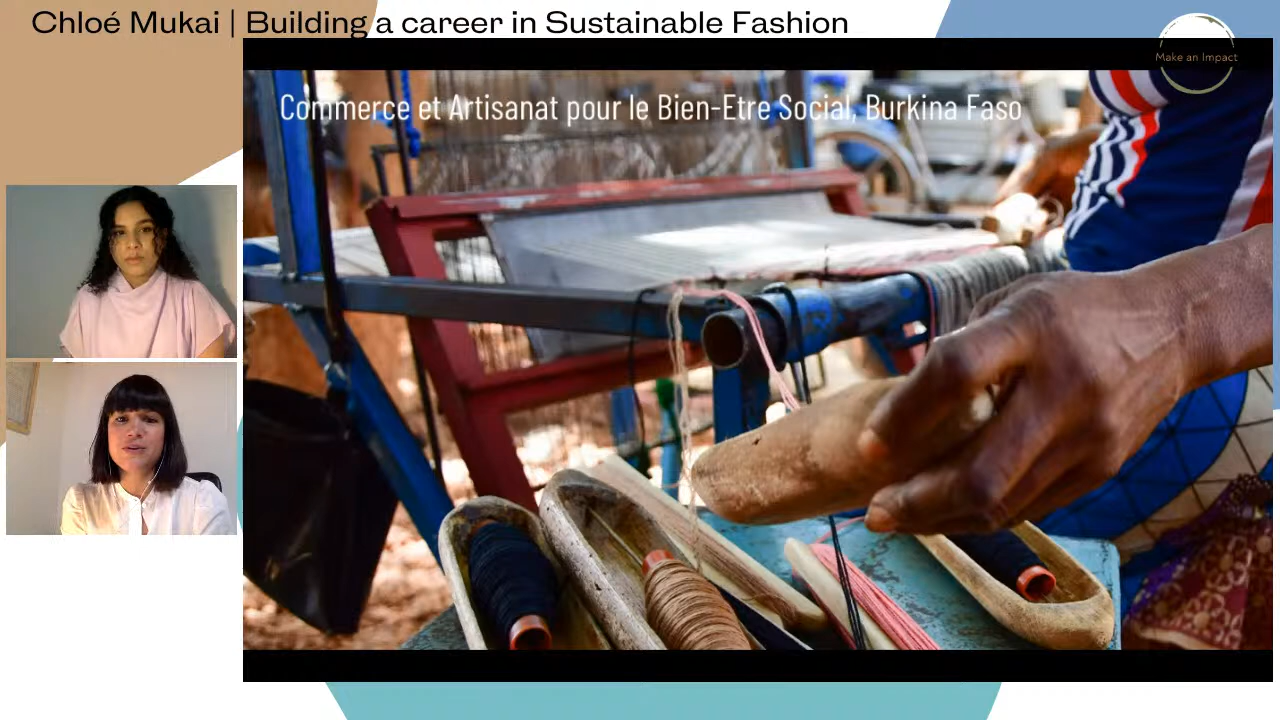 Chloé Mukai | Building a career in Sustainable Fashion
Make an Impact
Commerce et Artisanat pour le Bien-Etre Social, Burkina Faso